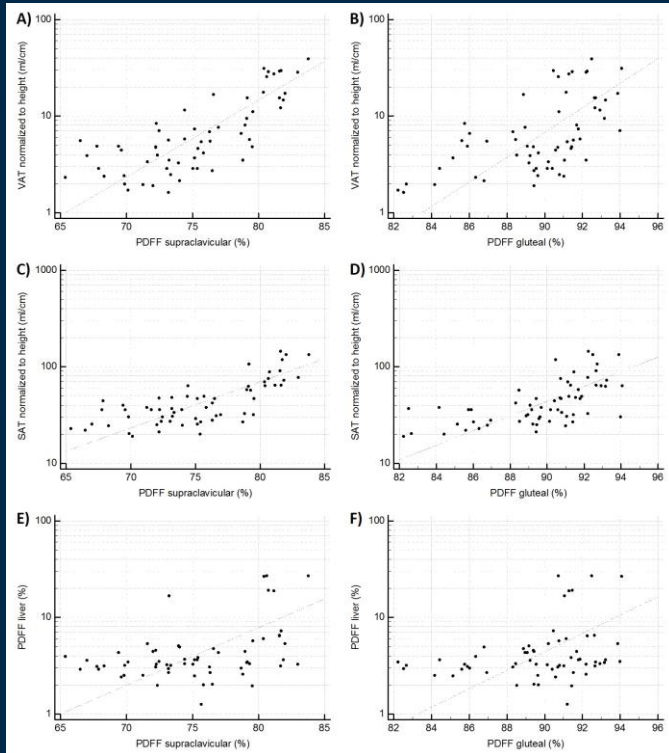 A)
VAT normalized to height (ml/cm)
100
10
1
65 70 75 80 85
PDFF supraclavicular (%)
B)
VAT normalized to height (ml/cm)
100
10
1
82 84 86 88 90 92 94 96
PDFF gluteal (%)
C)
SAT normalized to height (ml/cm)
1000
100
10
65 70 75 80 85
PDFF supraclavicular (%)
D)
SAT normalized to height (ml/cm)
1000
100
10
82 84 86 88 90 92 94 96
PDFF gluteal (%)
E)
PDFF liver (%)
100
10
1
65 70 75 80 85
PDFF supraclavicular (%)
F)
PDFF liver (%)
100
10
1
82 84 86 88 90 92 94 96
PDFF gluteal (%)